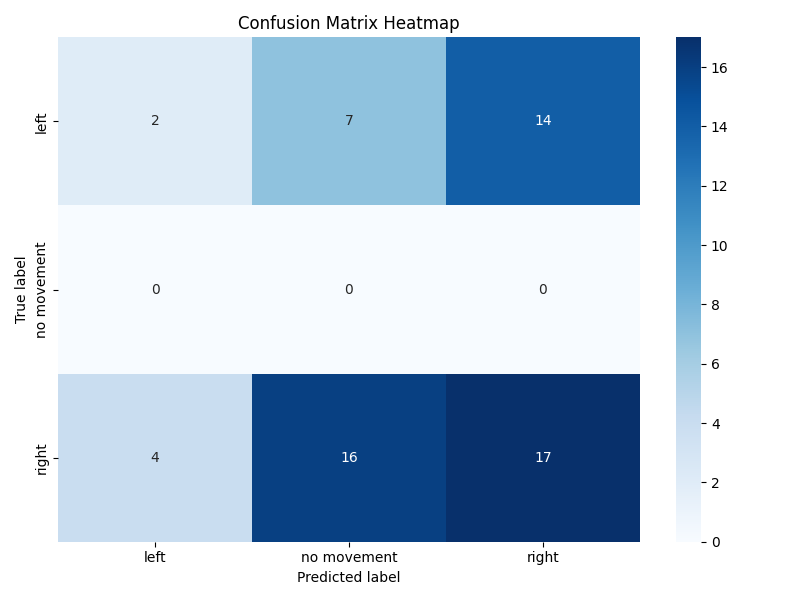 Confusion Matrix Heatmap
True label
left
no movement
right
2 7 14
0 0 0
4 16 17
left no movement right
Predicted label
16
14
12
10
8
6
4
2
0